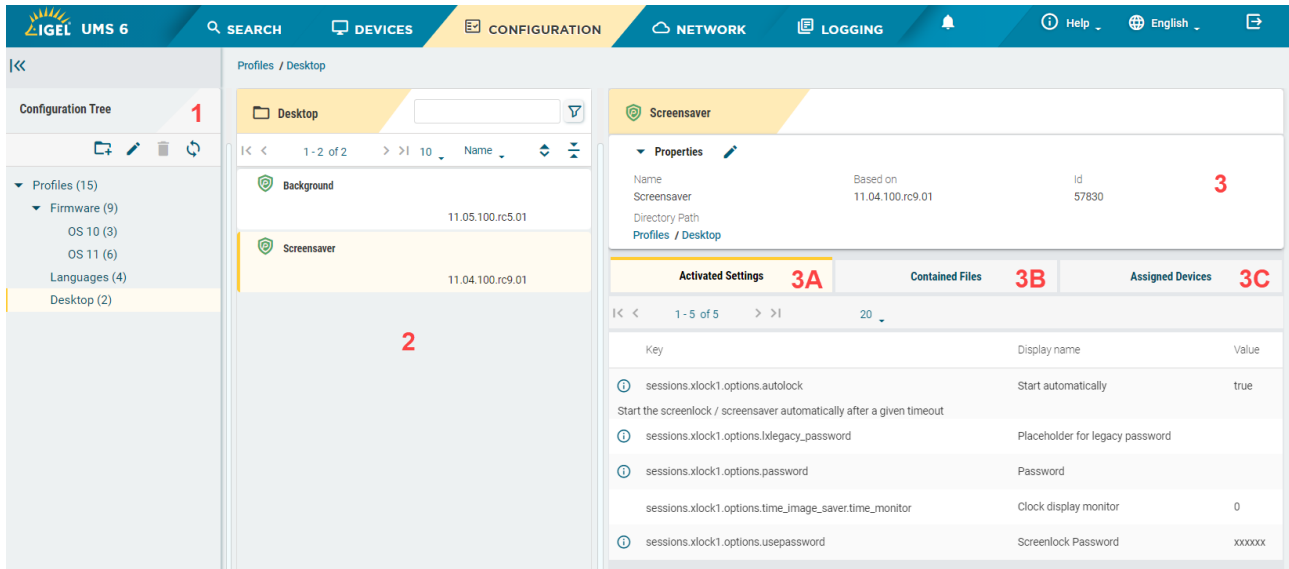 IGEL UMS 6 SEARCH DEVICES CONFIGURATION NETWORK LOGGING Help English
Profiles / Desktop
Configuration Tree 1
Profiles (15)
Firmware (9)
OS 10 (3)
OS 11 (6)
Languages (4)
Desktop (2)
Desktop
1 - 2 of 2 10 Name
Background
11.05.100.rc5.01
Screensaver
11.04.100.rc9.01
2
Screensaver
Properties
Name Based on Id
Screensaver 11.04.100.rc9.01 57830 3
Directory Path
Profiles / Desktop
Activated Settings 3A Contained Files 3B Assigned Devices 3C
1 - 5 of 5 20
Key Display name Value
sessions.xlock1.options.autolock Start automatically true
Start the screenlock / screensaver automatically after a given timeout
sessions.xlock1.options.lxlegacy_password Placeholder for legacy password
sessions.xlock1.options.password Password
sessions.xlock1.options.time_image_saver.time_monitor Clock display monitor 0
sessions.xlock1.options.usepassword Screenlock Password xxxxxx